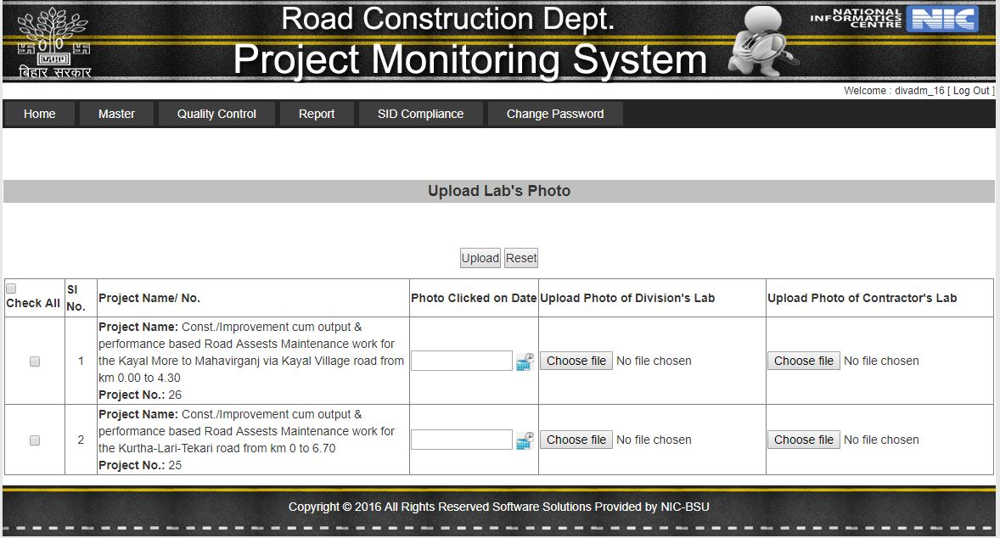 Road Construction Dept.
Project Monitoring System
बिहार सरकार
NATIONAL
INFORMATICS
CENTRE
NIC
Welcome : divadm_16 [ Log Out ]
Home Master Quality Control Report SID Compliance Change Password
Upload Lab's Photo
Upload Reset
Check All
Sl
No.
Project Name/ No.
Photo Clicked on Date
Upload Photo of Division's Lab
Upload Photo of Contractor's Lab
1
Project Name: Const./Improvement cum output &
performance based Road Assests Maintenance work for
the Kayal More to Mahavirganj via Kayal Village road from
km 0.00 to 4.30
Project No.: 26
Choose file No file chosen
Choose file No file chosen
2
Project Name: Const./Improvement cum output &
performance based Road Assests Maintenance work for
the Kurtha-Lari-Tekari road from km 0 to 6.70
Project No.: 25
Choose file No file chosen
Choose file No file chosen
Copyright © 2016 All Rights Reserved Software Solutions Provided by NIC-BSU